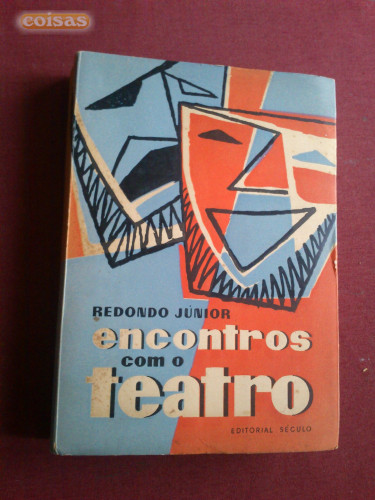 coisas
REDONDO JÚNIOR
encontros
com o
teatro
EDITORIAL SÉCULO